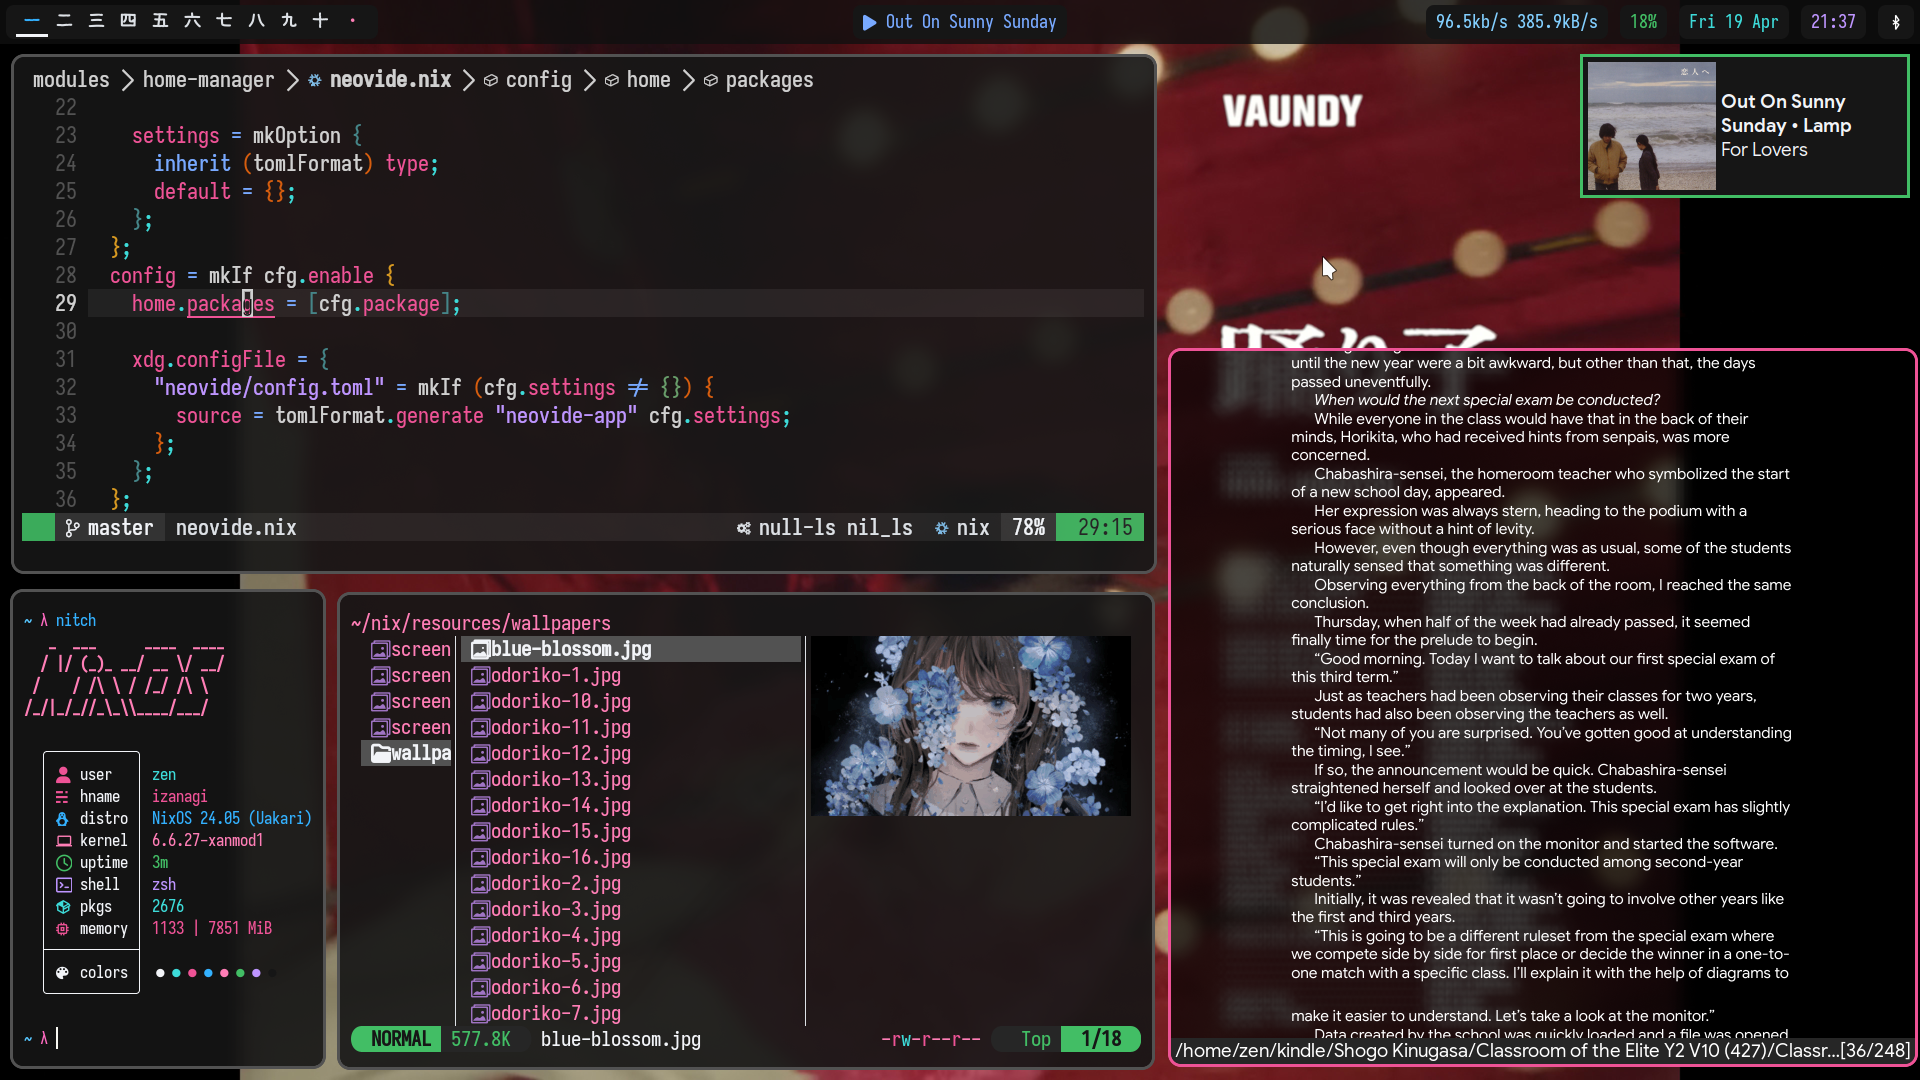 一 二 三 四 五 六 七 八 九 十
Out On Sunny Sunday
96.5kb/s 385.9kB/s
18%
Fri 19 Apr
21:37
modules > home-manager > neovide.nix > config > home > packages
22
23 settings = mkOption {
24 inherit (tomlFormat) type;
25 default = {};
26 };
27 };
28 config = mkIf cfg.enable {
29 home.packages = [cfg.package];
30
31 xdg.configFile = {
32 "neovide/config.toml" = mkIf (cfg.settings ≠ {}) {
33 source = tomlFormat.generate "neovide-app" cfg.settings;
34 };
35 };
36 };
master neovide.nix null-ls nil_ls nix 78% 29:15
VAUNDY
恋人へ
Out On Sunny
Sunday • Lamp
For Lovers
~ λ nitch
user zen
hname izanagi
distro NixOS 24.05 (Uakari)
kernel 6.6.27-xanmod1
uptime 3m
shell zsh
pkgs 2676
memory 1133 | 7851 MiB
colors
~ λ
~/nix/resources/wallpapers
screen
screen
screen
screen
wallpa
blue-blossom.jpg
odoriko-1.jpg
odoriko-10.jpg
odoriko-11.jpg
odoriko-12.jpg
odoriko-13.jpg
odoriko-14.jpg
odoriko-15.jpg
odoriko-16.jpg
odoriko-2.jpg
odoriko-3.jpg
odoriko-4.jpg
odoriko-5.jpg
odoriko-6.jpg
odoriko-7.jpg
NORMAL 577.8K blue-blossom.jpg -rw-r--r-- Top 1/18
until the new year were a bit awkward, but other than that, the days
passed uneventfully.
When would the next special exam be conducted?
While everyone in the class would have that in the back of their
minds, Horikita, who had received hints from senpais, was more
concerned.
Chabashira-sensei, the homeroom teacher who symbolized the start
of a new school day, appeared.
Her expression was always stern, heading to the podium with a
serious face without a hint of levity.
However, even though everything was as usual, some of the students
naturally sensed that something was different.
Observing everything from the back of the room, I reached the same
conclusion.
Thursday, when half of the week had already passed, it seemed
finally time for the prelude to begin.
“Good morning. Today I want to talk about our first special exam of
this third term.”
Just as teachers had been observing their classes for two years,
students had also been observing the teachers as well.
“Not many of you are surprised. You’ve gotten good at understanding
the timing, I see.”
If so, the announcement would be quick. Chabashira-sensei
straightened herself and looked over at the students.
“I’d like to get right into the explanation. This special exam has slightly
complicated rules.”
Chabashira-sensei turned on the monitor and started the software.
“This special exam will only be conducted among second-year
students.”
Initially, it was revealed that it wasn’t going to involve other years like
the first and third years.
“This is going to be a different ruleset from the special exam where
we compete side by side for first place or decide the winner in a one-to-
one match with a specific class. I’ll explain it with the help of diagrams to
make it easier to understand. Let’s take a look at the monitor.”
Data created by the school was quickly loaded and a file was opened
/home/zen/kindle/Shogo Kinugasa/Classroom of the Elite Y2 V10 (427)/Classr...[36/248]